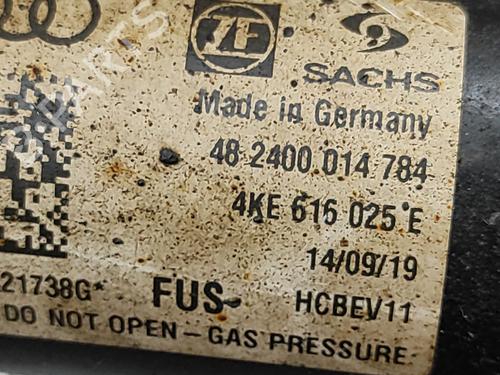 ZF
SACHS
Made in Germany
48 2400 014 784
4KE 616 025 E
14/09/19
21738G* FUS~ HCBEV11
DO NOT OPEN – GAS PRESSURE
PARTS